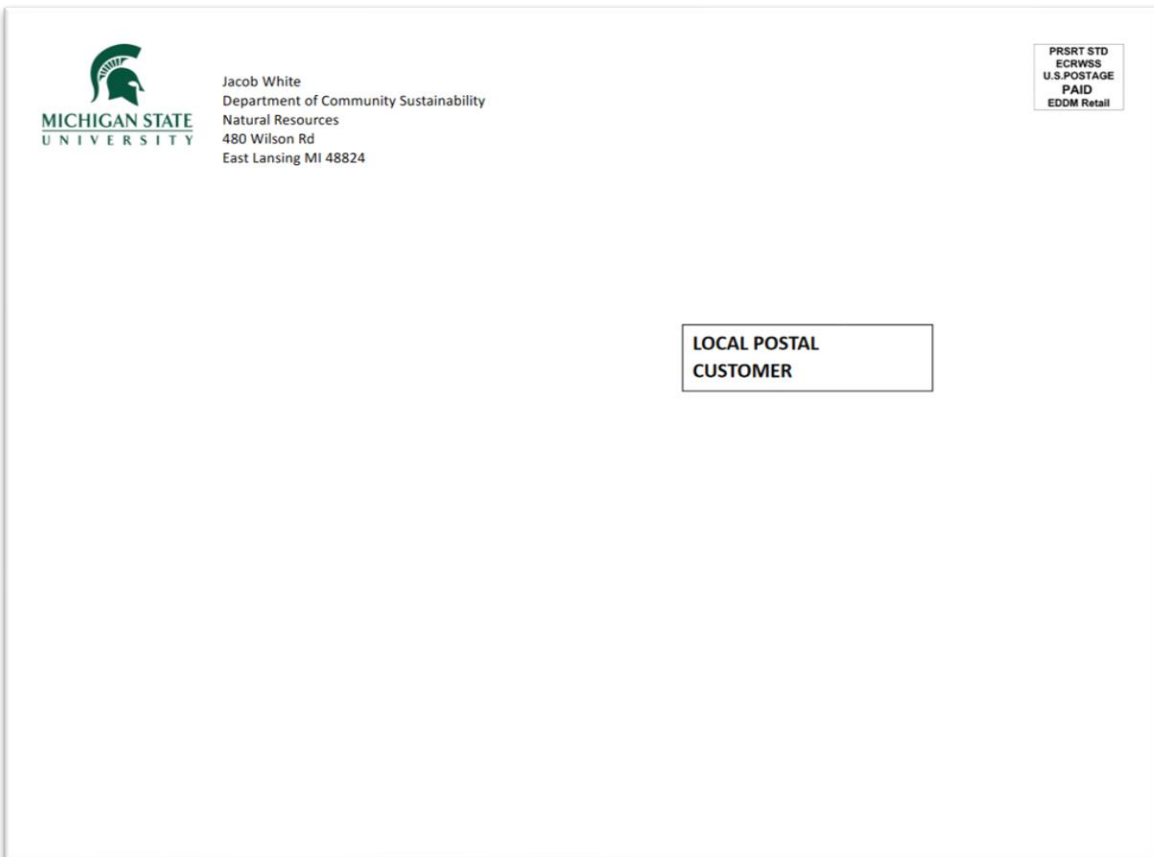 MICHIGAN STATE
UNIVERSITY
Jacob White
Department of Community Sustainability
Natural Resources
480 Wilson Rd
East Lansing MI 48824
PRSRT STD
ECRWSS
U.S.POSTAGE
PAID
EDDM Retail
LOCAL POSTAL
CUSTOMER